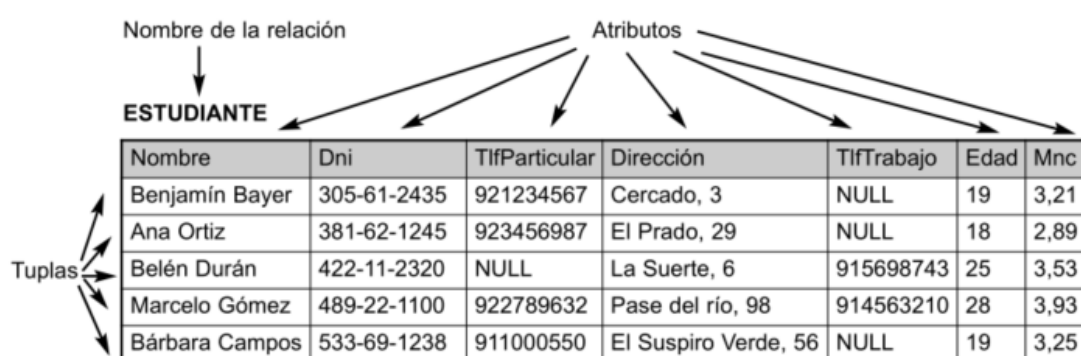 Nombre de la relación Atributos
ESTUDIANTE
Nombre Dni TlfParticular Dirección TlfTrabajo Edad Mnc
Benjamín Bayer 305-61-2435 921234567 Cercado, 3 NULL 19 3,21
Ana Ortiz 381-62-1245 923456987 El Prado, 29 NULL 18 2,89
Tuplas Belén Durán 422-11-2320 NULL La Suerte, 6 915698743 25 3,53
Marcelo Gómez 489-22-1100 922789632 Pase del río, 98 914563210 28 3,93
Bárbara Campos 533-69-1238 911000550 El Suspiro Verde, 56 NULL 19 3,25